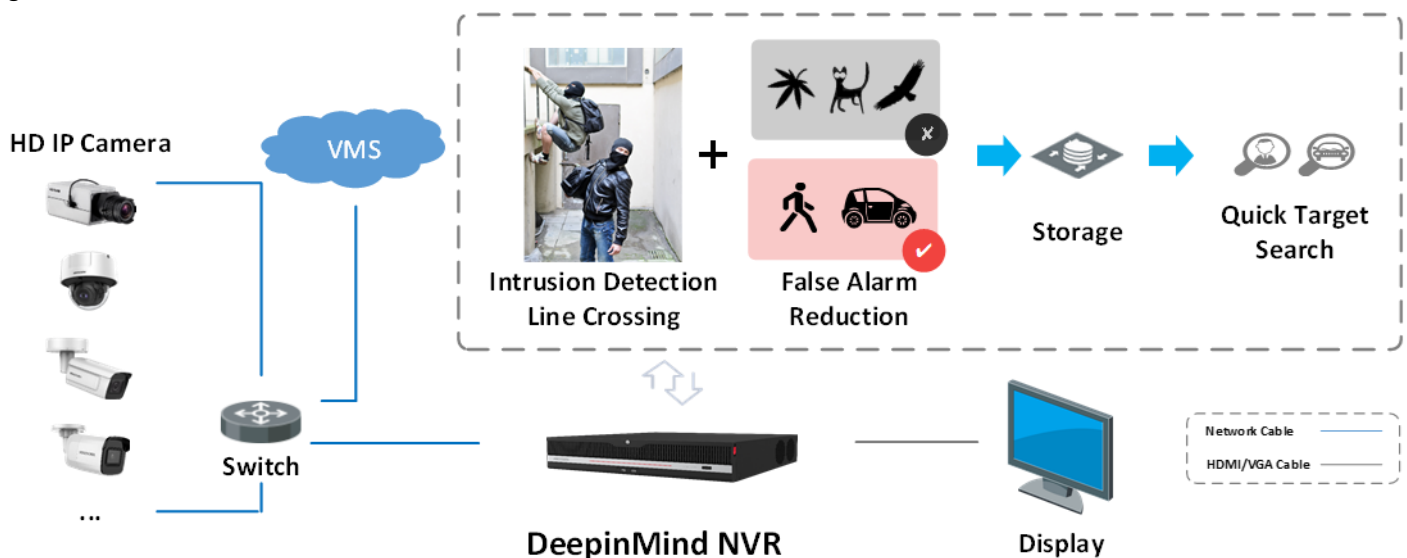 HD IP Camera
VMS
Intrusion Detection
Line Crossing
+
False Alarm
Reduction
Storage
Quick Target
Search
Switch
...
DeepinMind NVR
Display
Network Cable
HDMI/VGA Cable